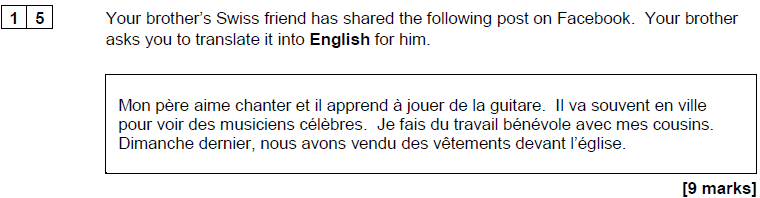 1 5 Your brother's Swiss friend has shared the following post on Facebook. Your brother
asks you to translate it into English for him.
Mon père aime chanter et il apprend à jouer de la guitare. Il va souvent en ville
pour voir des musiciens célèbres. Je fais du travail bénévole avec mes cousins.
Dimanche dernier, nous avons vendu des vêtements devant l'église.
[9 marks]